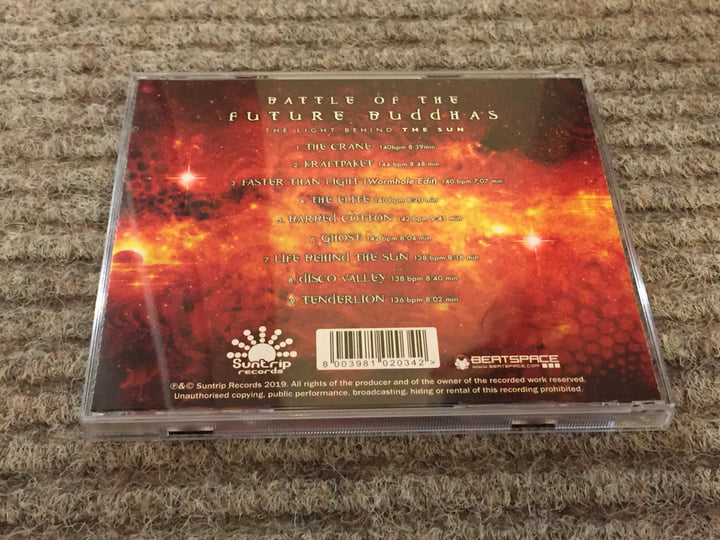 BATTLE OF THE
FUTURE BUDDHAS
THE LIGHT BEHIND THE SUN
1. THE CRANE 140bpm 8:39min
2. KRAFTPAKET 144 bpm 8:48 min
3. FASTER THAN LIGHT (Wormhole Edit) 140 bpm 7:07 min
4. THE ELITE 140 bpm 8:20 min
5. BARBED COTTON 142 bpm 9:41 min
6. GHOST 142 bpm 8:04 min
7. LIFE BEHIND THE SUN 138 bpm 8:16 min
8. DISCO VALLEY 138 bpm 8:40 min
9. TENDERLION 136 bpm 8:02 min
Suntrip
records
8 003981 020342 >
BEATSPACE
WWW.BEATSPACE.COM
℗&© Suntrip Records 2019. All rights of the producer and of the owner of the recorded work reserved.
Unauthorised copying, public performance, broadcasting, hiring or rental of this recording prohibited.